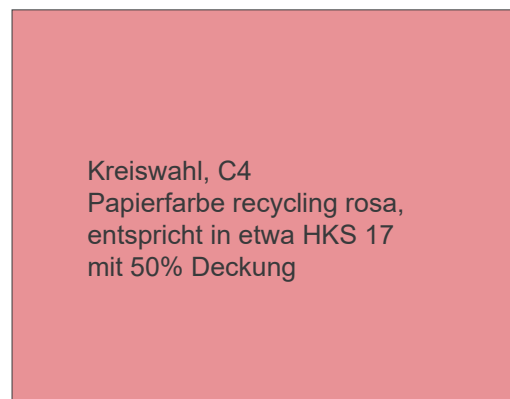 Kreiswahl, C4
Papierfarbe recycling rosa,
entspricht in etwa HKS 17
mit 50% Deckung